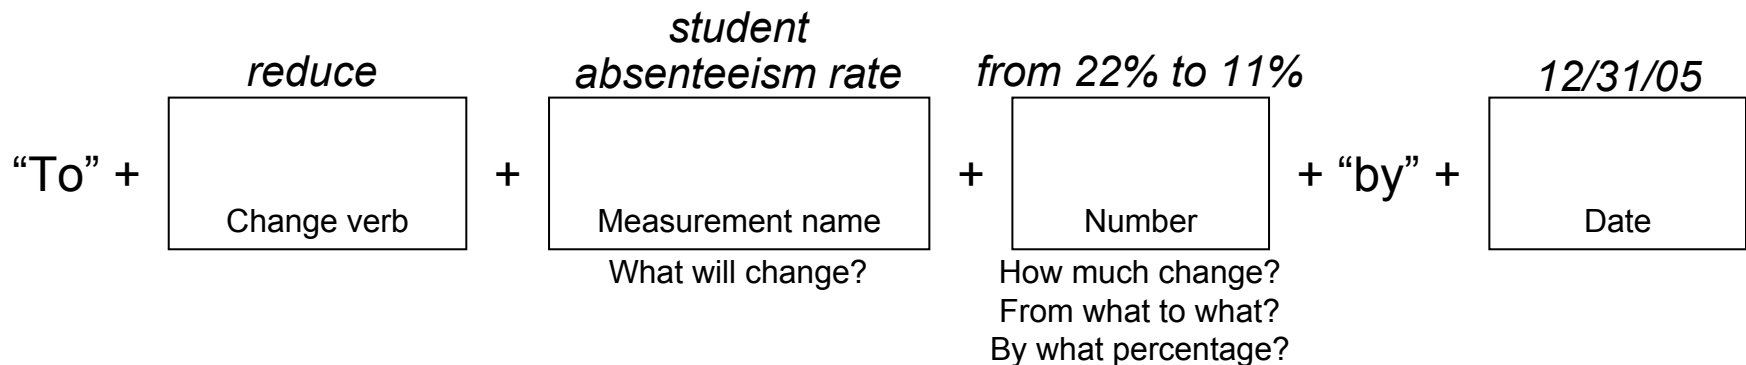 reduce
student
absenteeism rate
from 22% to 11%
12/31/05
“To” +
Change verb
+
Measurement name
+
Number
+ “by” +
Date
What will change?
How much change?
From what to what?
By what percentage?